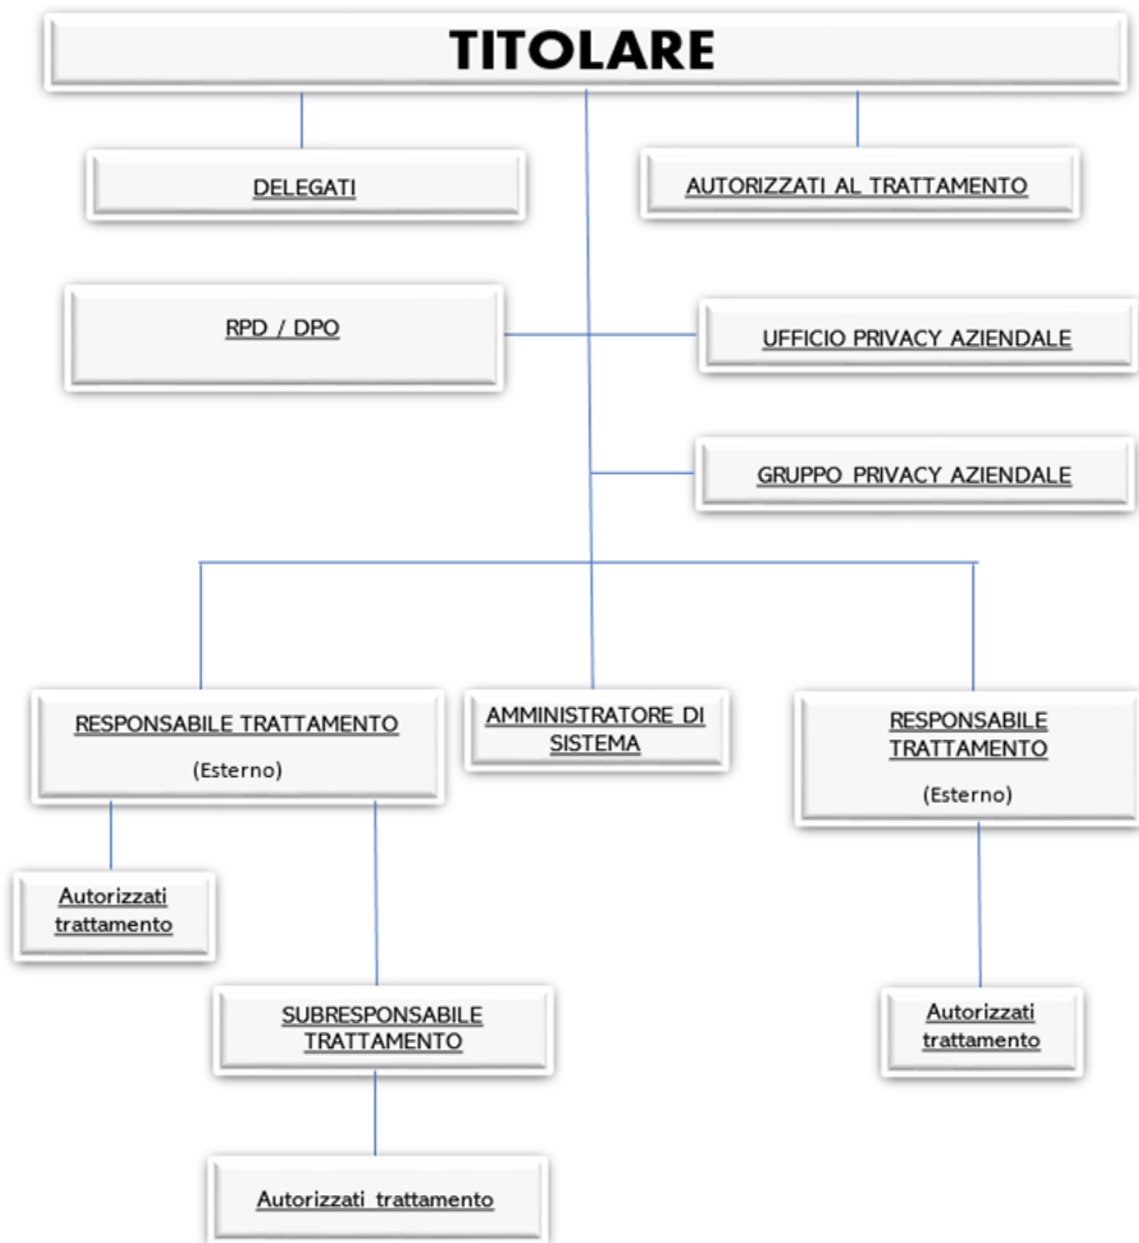 TITOLARE
DELEGATI
AUTORIZZATI AL TRATTAMENTO
RPD / DPO
UFFICIO PRIVACY AZIENDALE
GRUPPO PRIVACY AZIENDALE
RESPONSABILE TRATTAMENTO
(Esterno)
AMMINISTRATORE DI
SISTEMA
RESPONSABILE
TRATTAMENTO
(Esterno)
Autorizzati
trattamento
SUBRESPONSABILE
TRATTAMENTO
Autorizzati
trattamento
Autorizzati trattamento